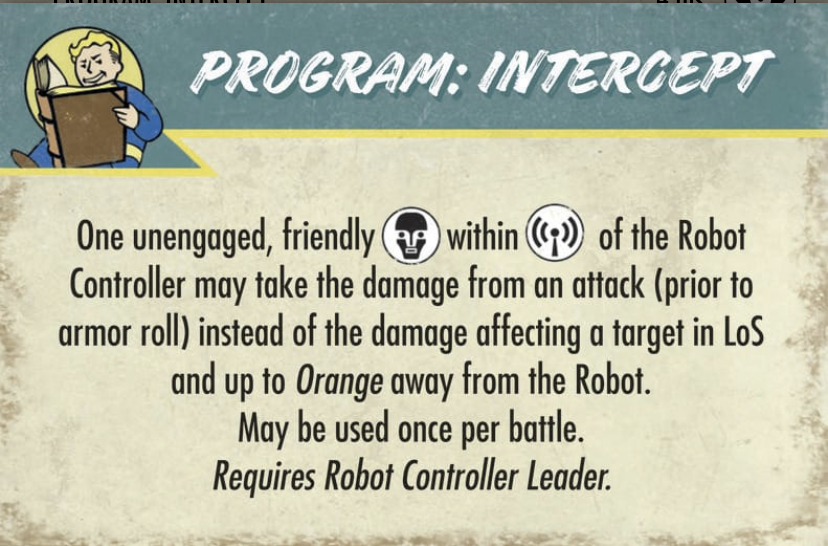 PROGRAM: INTERCEPT
One unengaged, friendly within of the Robot
Controller may take the damage from an attack (prior to
armor roll) instead of the damage affecting a target in LoS
and up to Orange away from the Robot.
May be used once per battle.
Requires Robot Controller Leader.